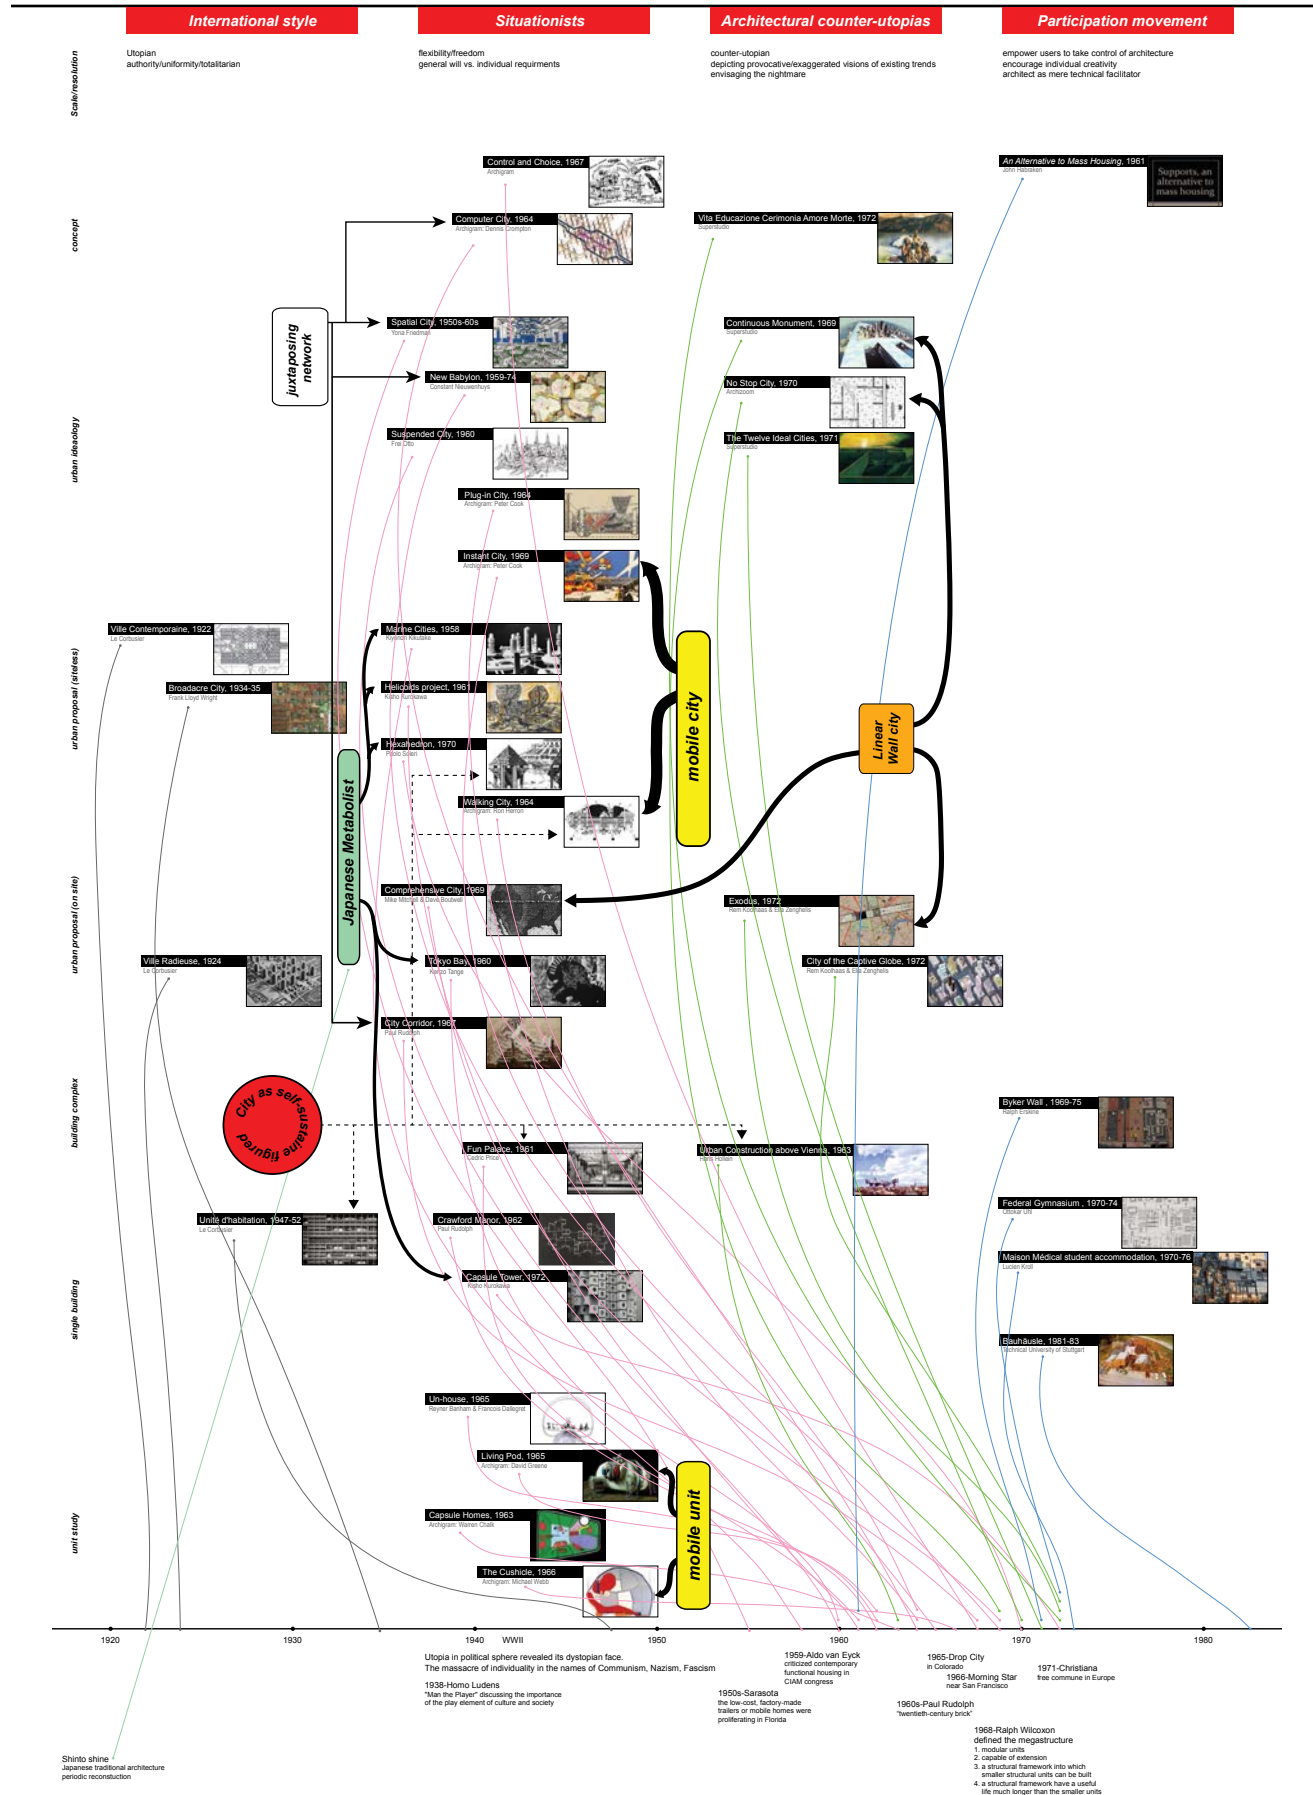 International style
Situationists
Architectural counter-utopias
Participation movement
Utopian
authority/uniformity/totalitarian
flexibility/freedom
general will vs. individual requirments
counter-utopian
depicting provocative/exaggerated visions of existing trends
envisaging the nightmare
empower users to take control of architecture
encourage individual creativity
architect as mere technical facilitator
Scale/resolution
concept
urban ideaology
urban proposal (siteless)
urban proposal (on site)
building complex
single building
unit study
Control and Choice, 1967
Archigram
An Alternative to Mass Housing, 1961
John Habraken
Supports, an
alternative to
mass housing
Computer City, 1964
Archigram: Dennis Crompton
Vita Educazione Cerimonia Amore Morte, 1972
Superstudio
juxtaposing
network
Spatial City, 1950s-60s
Yona Friedman
Continuous Monument, 1969
Superstudio
New Babylon, 1959-74
Constant Nieuwenhuys
No Stop City, 1970
Archizoom
Suspended City, 1960
Frei Otto
The Twelve Ideal Cities, 1971
Superstudio
Plug-in City, 1964
Archigram: Peter Cook
Instant City, 1969
Archigram: Peter Cook
Ville Contemporaine, 1922
Le Corbusier
Marine Cities, 1958
Kiyonori Kikutake
Broadacre City, 1934-35
Frank Lloyd Wright
Helicoids project, 1961
Kisho Kurokawa
mobile city
Linear
Wall city
Hexahedron, 1970
Paolo Soleri
Japanese Metabolist
Walking City, 1964
Archigram: Ron Herron
Comprehensive City, 1969
Mike Mitchell & Dave Boutwell
Exodus, 1972
Rem Koolhaas & Elia Zenghelis
Ville Radieuse, 1924
Le Corbusier
Tokyo Bay, 1960
Kenzo Tange
City of the Captive Globe, 1972
Rem Koolhaas & Elia Zenghelis
City Corridor, 1967
Paul Rudolph
City as self-sustaine figured
Byker Wall , 1969-75
Ralph Erskine
Fun Palace, 1961
Cedric Price
Urban Construction above Vienna, 1963
Hans Hollein
Unité d'habitation, 1947-52
Le Corbusier
Crawford Manor, 1962
Paul Rudolph
Federal Gymnasium , 1970-74
Ottokar Uhl
Maison Médical student accommodation, 1970-76
Lucien Kroll
Capsule Tower, 1972
Kisho Kurokawa
Bauhäusle, 1981-83
Technical University of Stuttgart
Un-house, 1965
Reyner Banham & Francois Dallegret
Living Pod, 1965
Archigram: David Greene
mobile unit
Capsule Homes, 1963
Archigram: Warren Chalk
The Cushicle, 1966
Archigram: Michael Webb
1920
1930
1940
WWII
1950
1960
1970
1980
Utopia in political sphere revealed its dystopian face.
The massacre of individuality in the names of Communism, Nazism, Fascism
1938-Homo Ludens
"Man the Player" discussing the importance
of the play element of culture and society
1959-Aldo van Eyck
criticized contemporary
functional housing in
CIAM congress
1950s-Sarasota
the low-cost, factory-made
trailers or mobile homes were
proliferating in Florida
1965-Drop City
in Colorado
1966-Morning Star
near San Francisco
1971-Christiana
free commune in Europe
1960s-Paul Rudolph
"twentieth-century brick"
1968-Ralph Wilcoxon
defined the megastructure
1. modular units
2. capable of extension
3. a structural framework into which
smaller structural units can be built
4. a structural framework have a useful
life much longer than the smaller units
Shinto shine
Japanese traditional architecture
periodic reconstuction